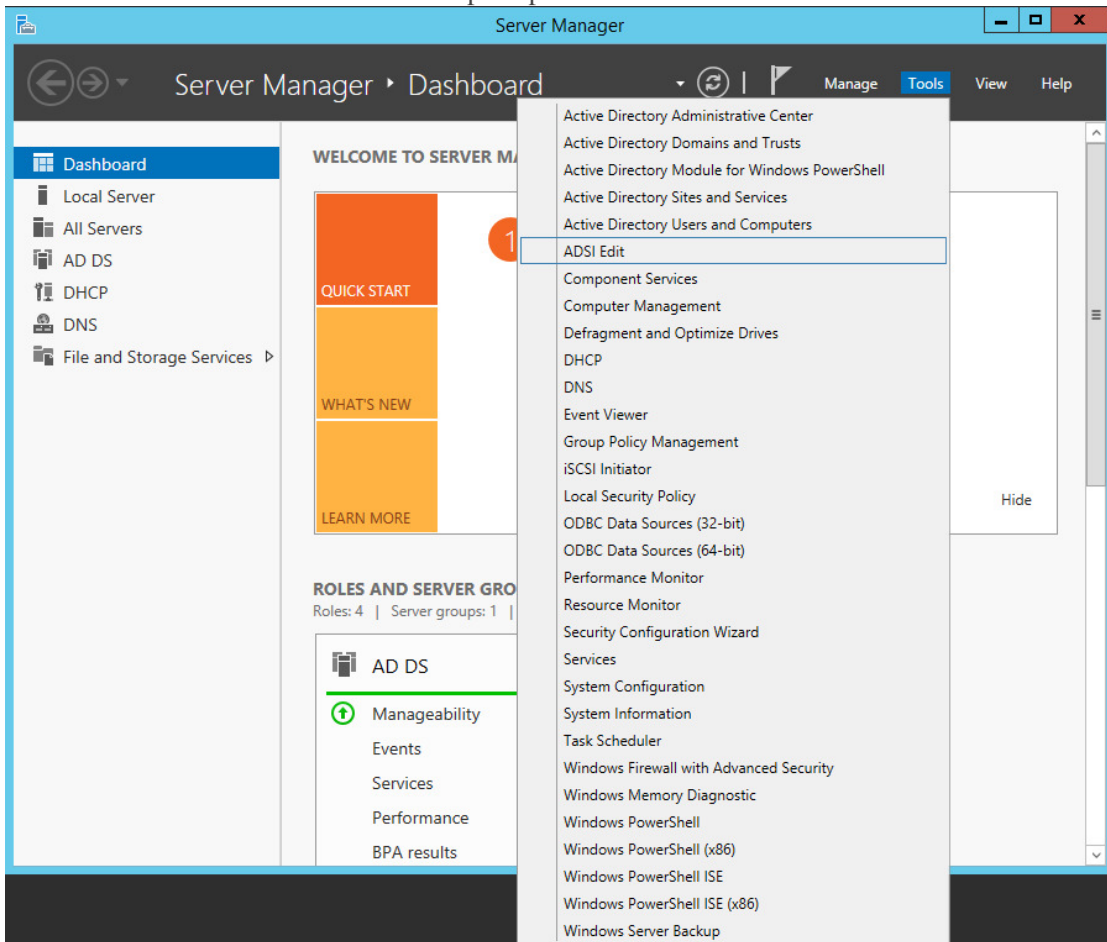 Server Manager
Server Manager • Dashboard
Manage
Tools
View
Help
Dashboard
Local Server
All Servers
AD DS
DHCP
DNS
File and Storage Services
WELCOME TO SERVER
QUICK START
1
WHAT'S NEW
LEARN MORE
Hide
ROLES AND SERVER GRO
Roles: 4 | Server groups: 1 |
AD DS
Manageability
Events
Services
Performance
BPA results
Active Directory Administrative Center
Active Directory Domains and Trusts
Active Directory Module for Windows PowerShell
Active Directory Sites and Services
Active Directory Users and Computers
ADSI Edit
Component Services
Computer Management
Defragment and Optimize Drives
DHCP
DNS
Event Viewer
Group Policy Management
iSCSI Initiator
Local Security Policy
ODBC Data Sources (32-bit)
ODBC Data Sources (64-bit)
Performance Monitor
Resource Monitor
Security Configuration Wizard
Services
System Configuration
System Information
Task Scheduler
Windows Firewall with Advanced Security
Windows Memory Diagnostic
Windows PowerShell
Windows PowerShell (x86)
Windows PowerShell ISE
Windows PowerShell ISE (x86)
Windows Server Backup